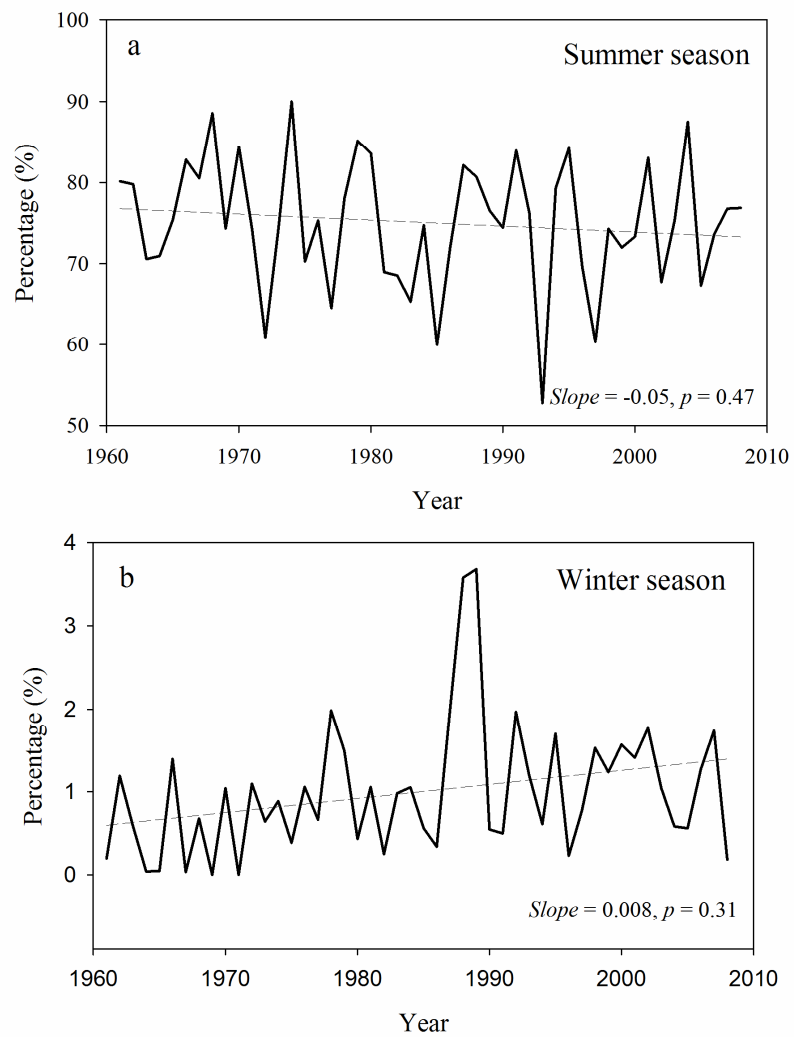 100
a
Summer season
90
80
70
60
50
Percentage (%)
Slope = -0.05, p = 0.47
1960 1970 1980 1990 2000 2010
Year
4
b
Winter season
3
2
1
0
Percentage (%)
Slope = 0.008, p = 0.31
1960 1970 1980 1990 2000 2010
Year